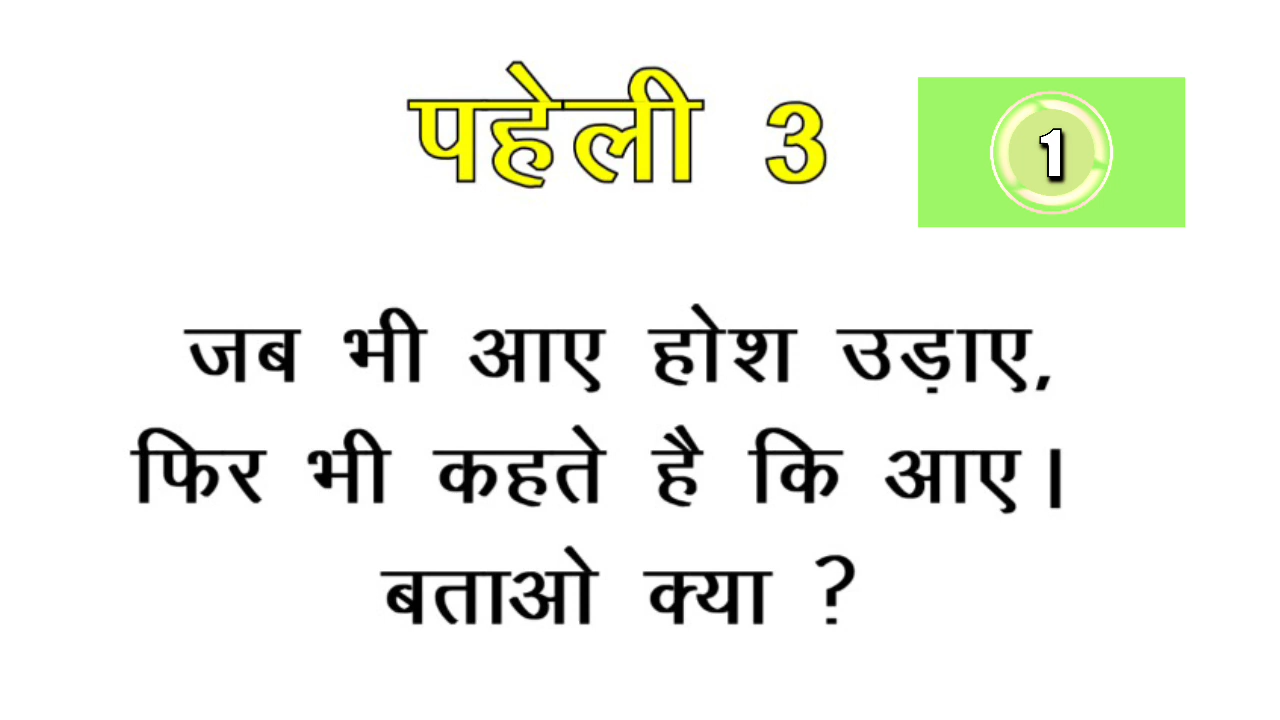 पहेली 3
1
जब भी आए होश उड़ाए,
फिर भी कहते है कि आए।
बताओ क्या ?